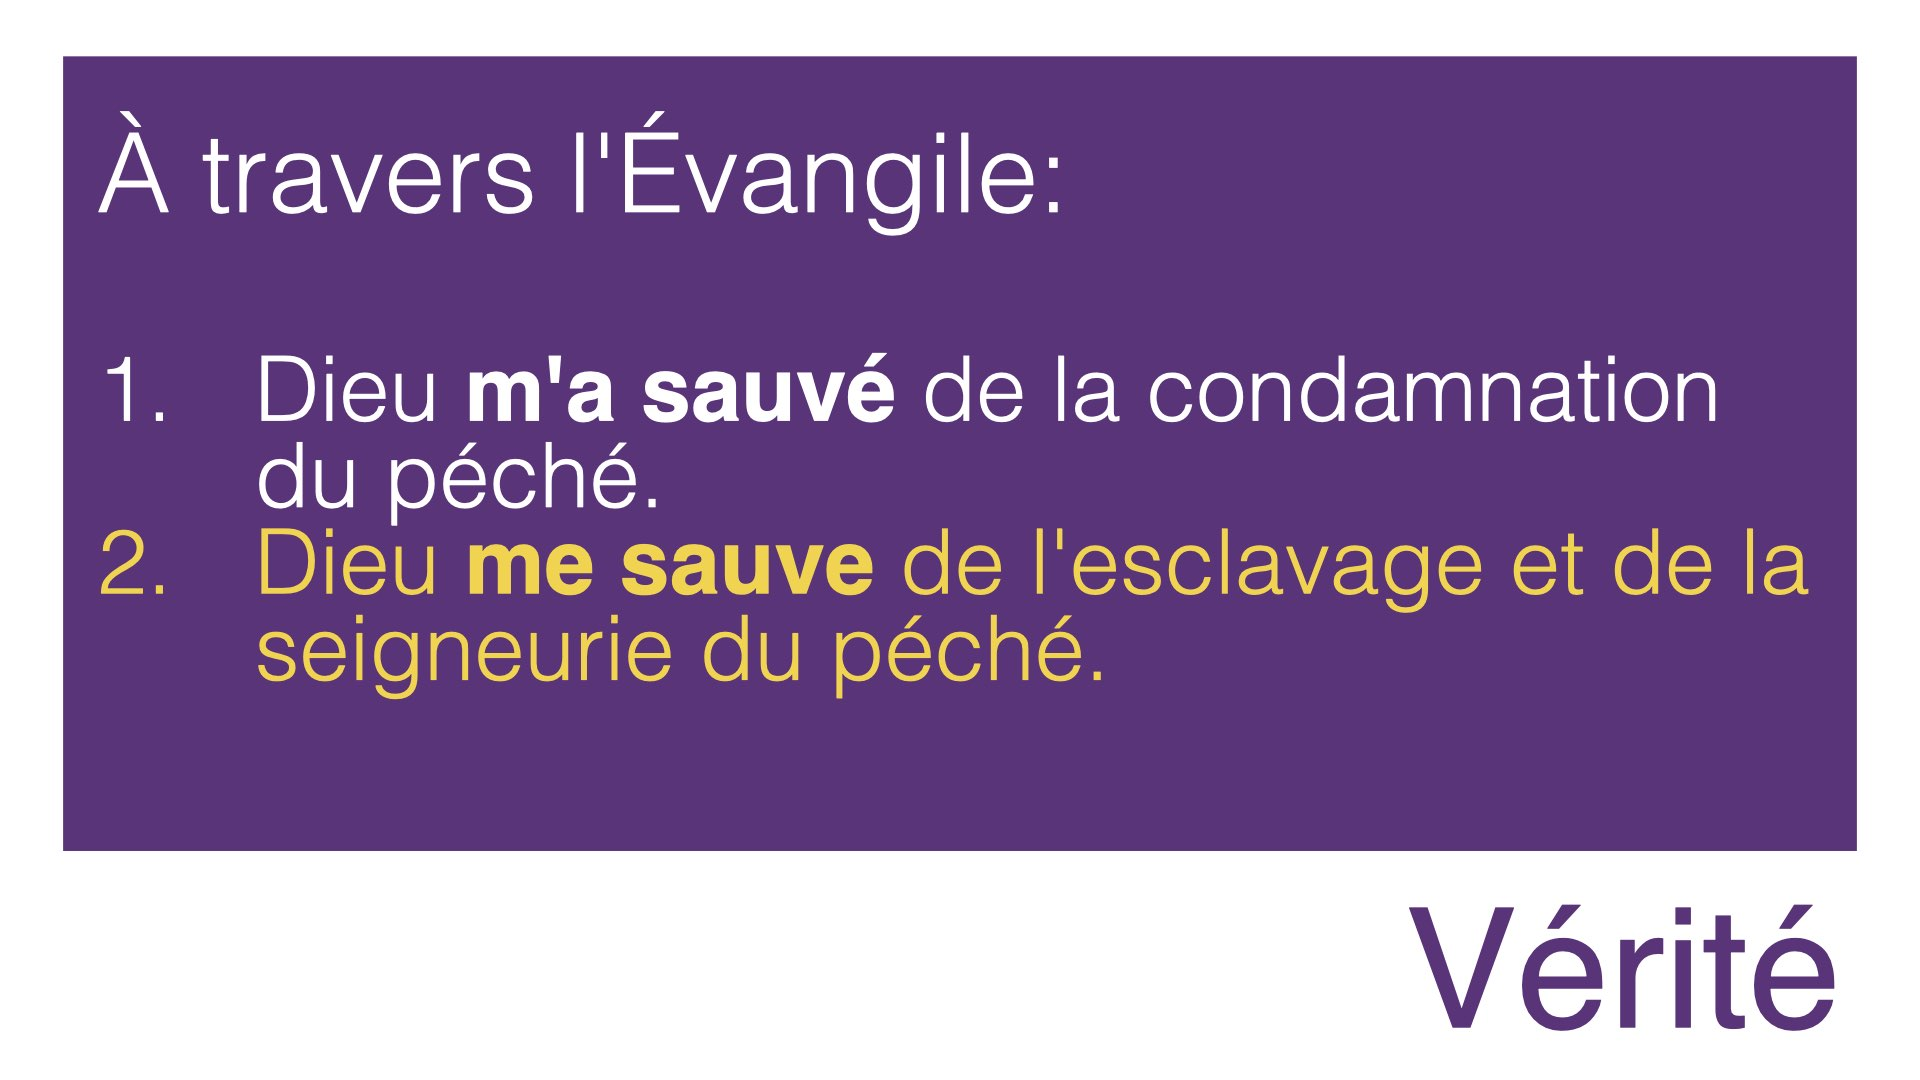 À travers l'Évangile:
1. Dieu m'a sauvé de la condamnation
du péché.
2. Dieu me sauve de l'esclavage et de la
seigneurie du péché.
Vérité